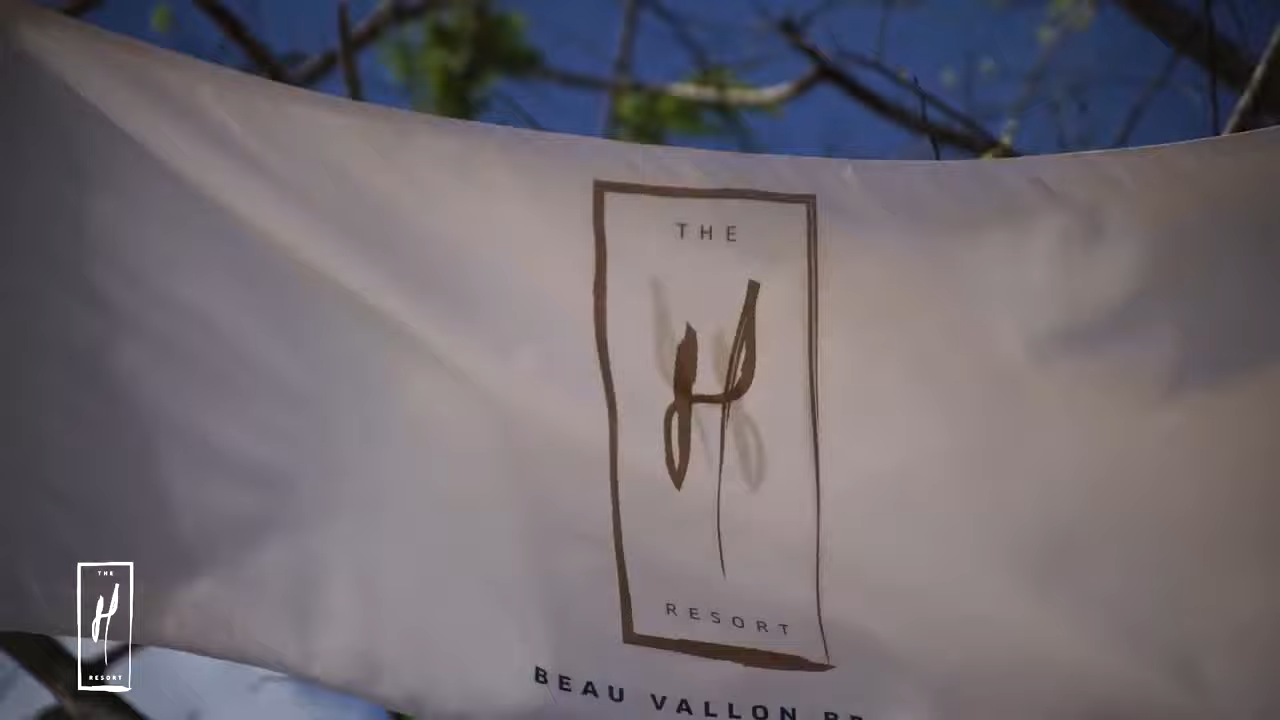 THE
H
RESORT
BEAU VALLON
THE
H
RESORT